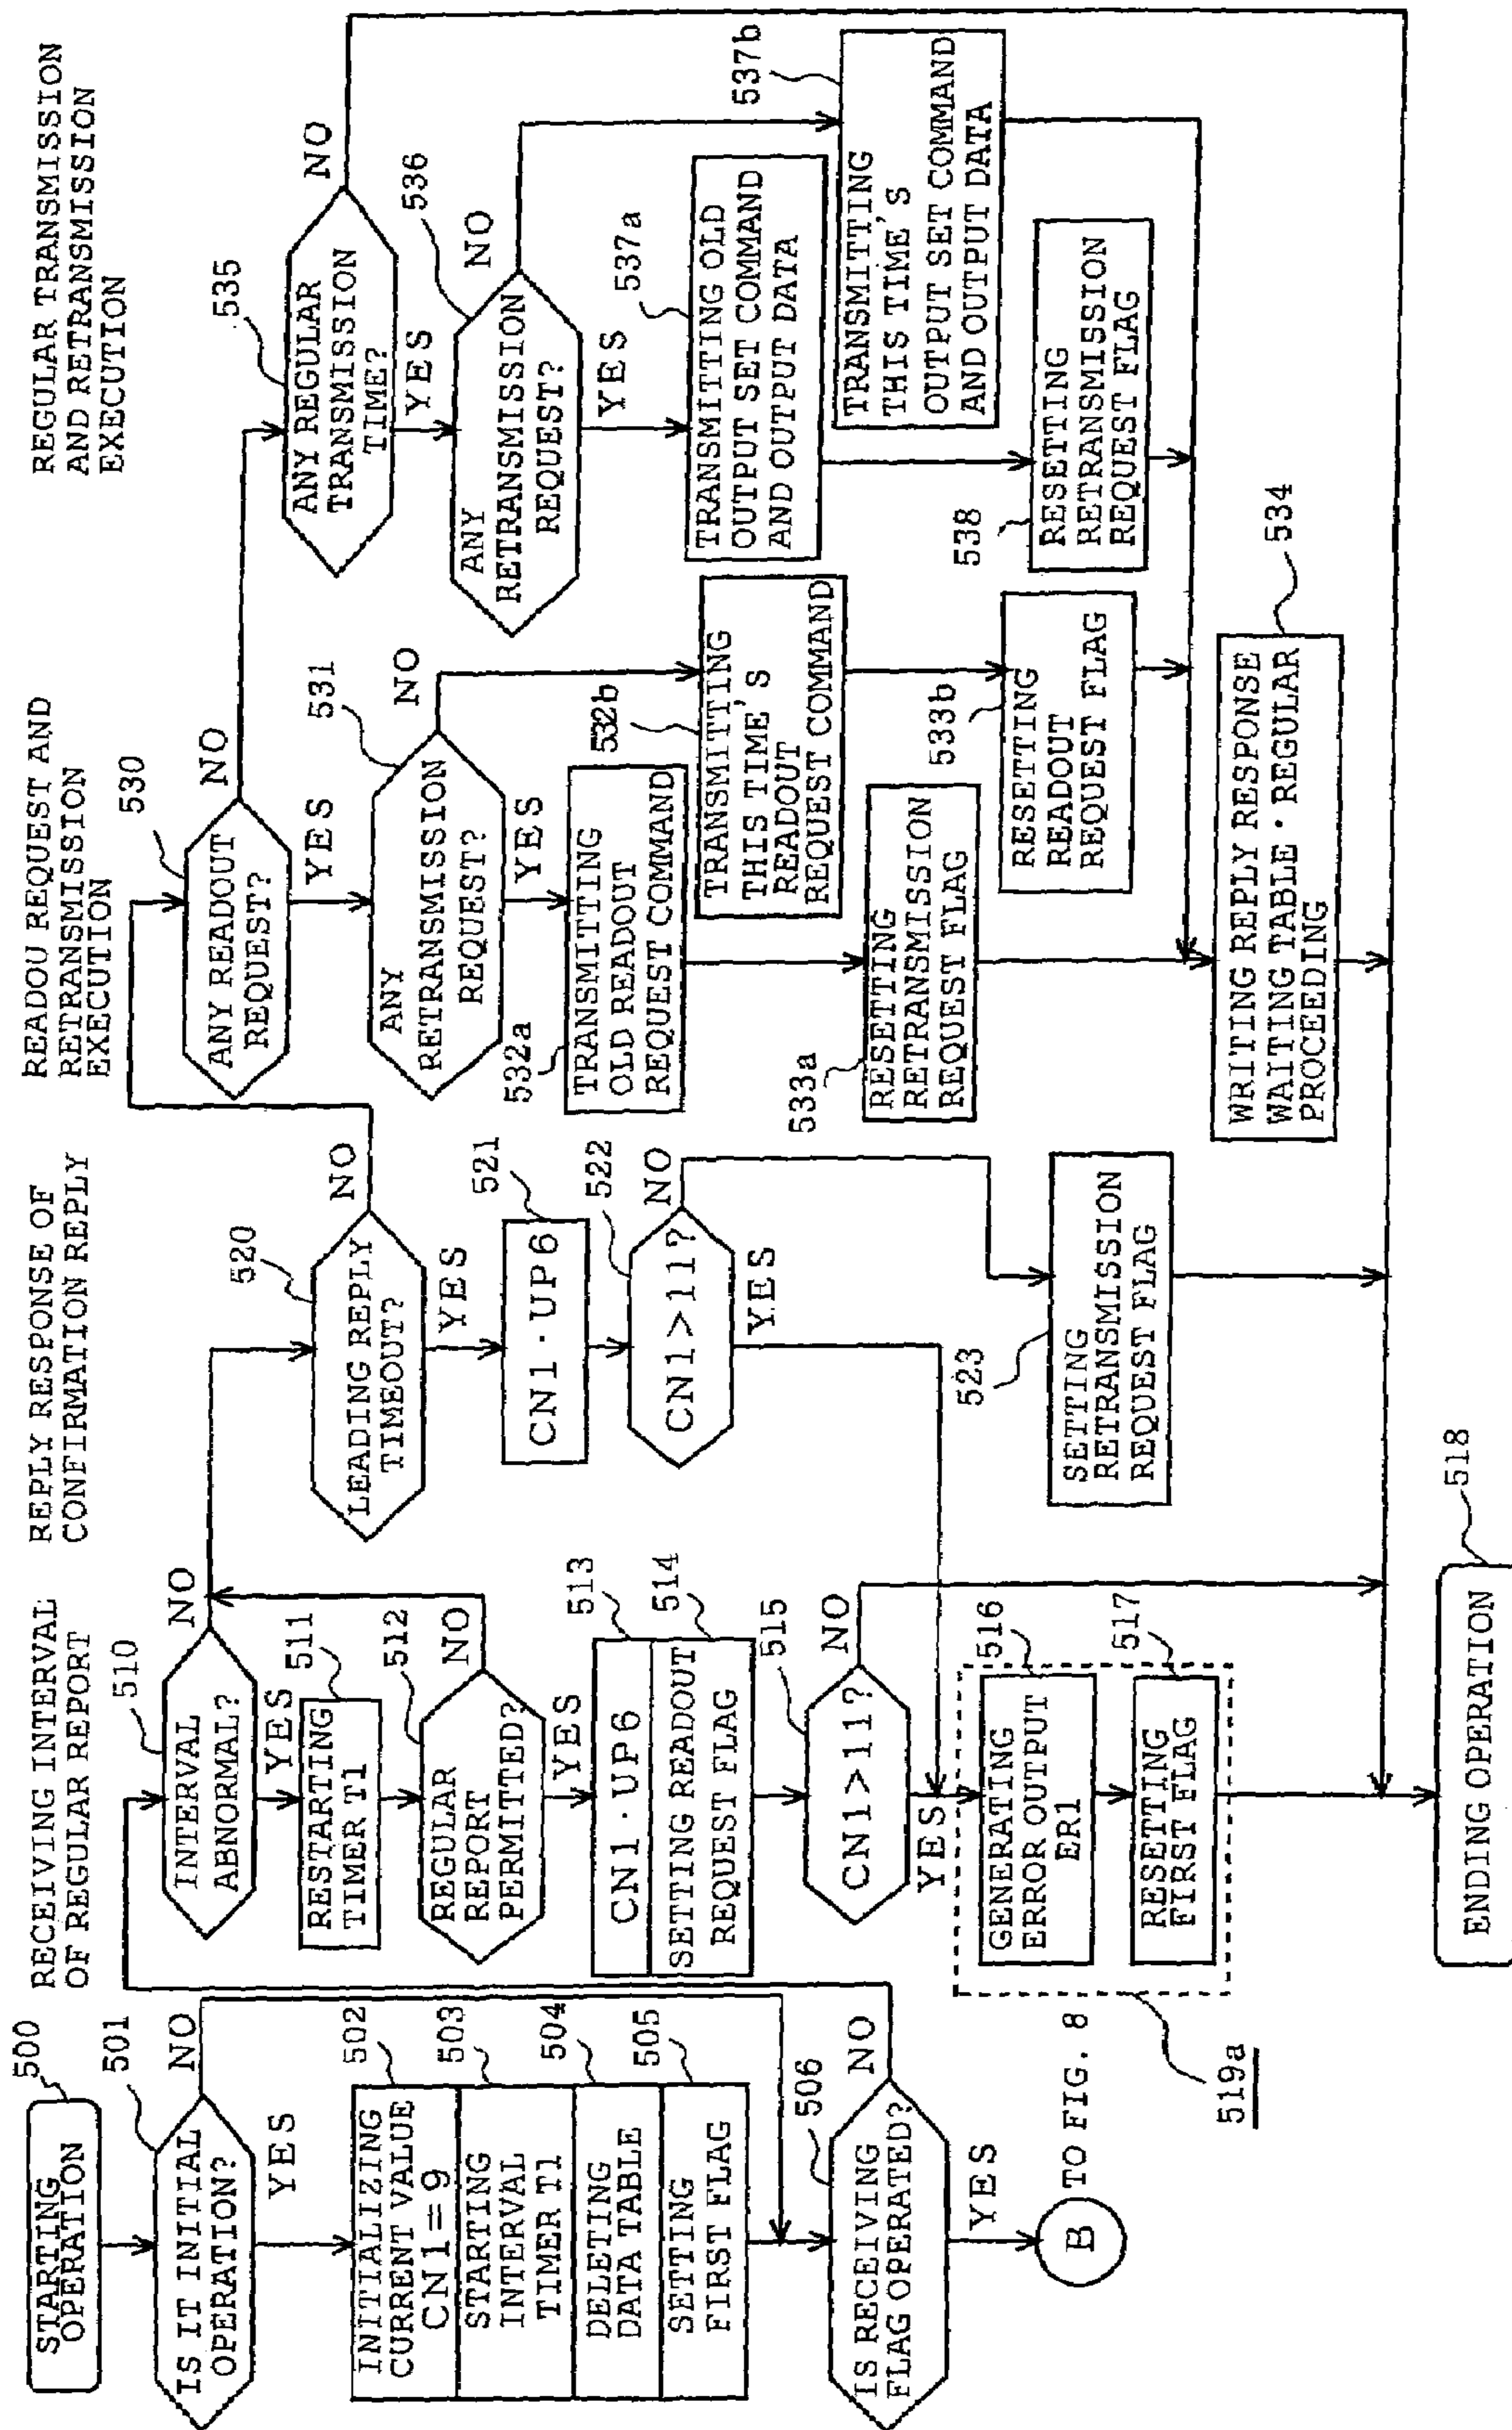 500
STARTING
OPERATION
501
IS IT INITIAL
OPERATION?
NO
YES
502
INITIALIZING
CURRENT VALUE
CN1=9
503
STARTING
INTERVAL
TIMER T1
504
DELETING
DATA TABLE
505
SETTING
FIRST FLAG
506
IS RECEIVING
FLAG OPERATED?
NO
YES
B
TO FIG. 8
RECEIVING INTERVAL
OF REGULAR REPORT
510
INTERVAL
ABNORMAL?
NO
YES
511
RESTARTING
TIMER T1
512
REGULAR
REPORT
PERMITTED?
NO
YES
513
CN1·UP6
514
SETTING READOUT
REQUEST FLAG
515
CN1>11?
NO
YES
516
GENERATING
ERROR OUTPUT
ER1
517
RESETTING
FIRST FLAG
519a
518
ENDING OPERATION
REPLY RESPONSE OF
CONFIRMATION REPLY
520
LEADING REPLY
TIMEOUT?
NO
YES
521
CN1·UP6
522
CN1>11?
NO
YES
523
SETTING
RETRANSMISSION
REQUEST FLAG
READOU REQUEST AND
RETRANSMISSION
EXECUTION
530
ANY READOUT
REQUEST?
NO
YES
531
ANY
RETRANSMISSION
REQUEST?
NO
YES
532a
TRANSMITTING
OLD READOUT
REQUEST COMMAND
532b
TRANSMITTING
THIS TIME'S
READOUT
REQUEST COMMAND
533a
RESETTING
RETRANSMISSION
REQUEST FLAG
533b
RESETTING
READOUT
REQUEST FLAG
534
WRITING REPLY RESPONSE
WAITING TABLE·REGULAR
PROCEEDING
REGULAR TRANSMISSION
AND RETRANSMISSION
EXECUTION
535
ANY REGULAR
TRANSMISSION
TIME?
NO
YES
536
ANY
RETRANSMISSION
REQUEST?
NO
YES
537a
TRANSMITTING OLD
OUTPUT SET COMMAND
AND OUTPUT DATA
537b
TRANSMITTING
THIS TIME'S
OUTPUT SET COMMAND
AND OUTPUT DATA
538
RESETTING
RETRANSMISSION
REQUEST FLAG